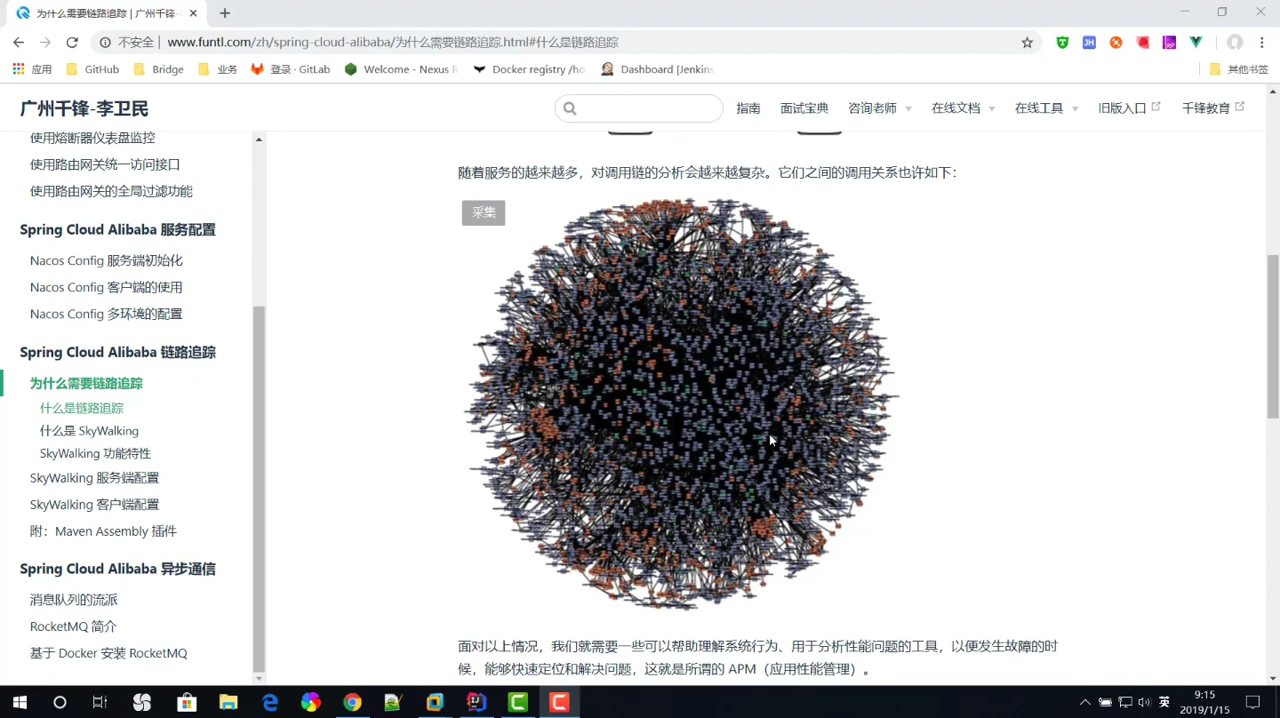 为什么需要链路追踪 | 广州千锋-
不安全 | www.funtl.com/zh/spring-cloud-alibaba/为什么需要链路追踪.html#什么是链路追踪
应用 GitHub Bridge 业务 登录 · GitLab Welcome - Nexus R Docker registry /ho Dashboard [Jenkins 其他书签
广州千锋-李卫民 指南 面试宝典 咨询老师 在线文档 在线工具 旧版入口 千锋教育
使用熔断器仪表盘监控
使用路由网关统一访问接口
使用路由网关的全局过滤功能
Spring Cloud Alibaba 服务配置
Nacos Config 服务端初始化
Nacos Config 客户端的使用
Nacos Config 多环境的配置
Spring Cloud Alibaba 链路追踪
为什么需要链路追踪
什么是链路追踪
什么是 SkyWalking
SkyWalking 功能特性
SkyWalking 服务端配置
SkyWalking 客户端配置
附：Maven Assembly 插件
Spring Cloud Alibaba 异步通信
消息队列的流派
RocketMQ 简介
基于 Docker 安装 RocketMQ
随着服务的越来越多，对调用链的分析会越来越复杂。它们之间的调用关系也许如下：
采集
面对以上情况，我们就需要一些可以帮助理解系统行为、用于分析性能问题的工具，以便发生故障的时
候，能够快速定位和解决问题，这就是所谓的 APM（应用性能管理）。
英
9:15
2019/1/15